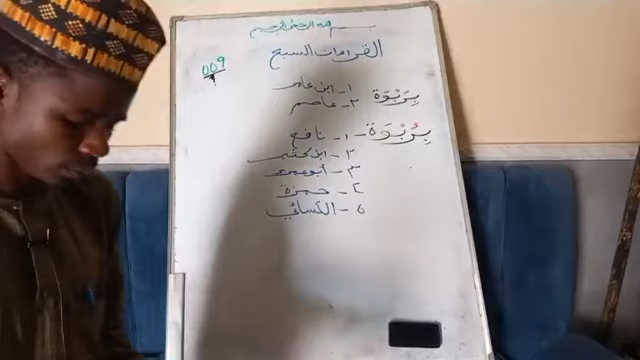 بسم الله الرحمن الرحيم
009
القراءات السبع
بِرَبْوَة ١- ابن عامر
٢- عاصم
بِرُبْوَة - ١- نافع
٢- ابن كثير
٣- أبو عمرو
٤- حمزة
٥- الكسائي